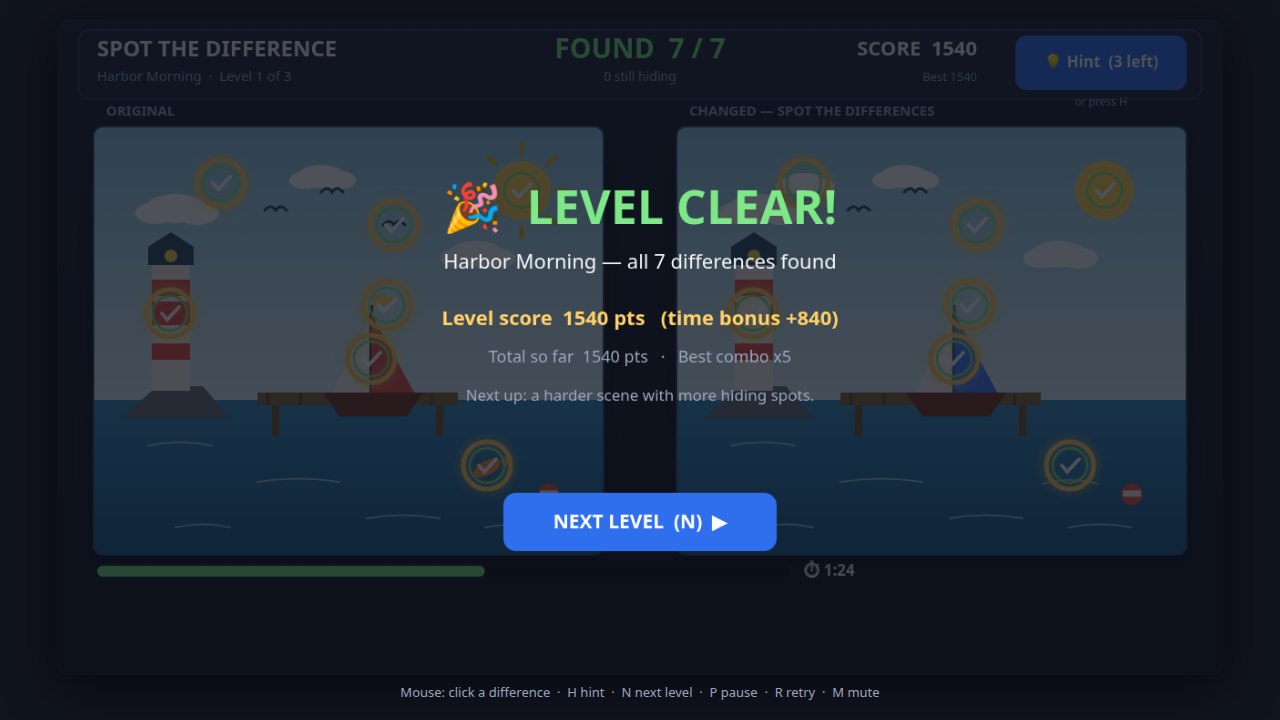 SPOT THE DIFFERENCE
Harbor Morning · Level 1 of 3
FOUND 7 / 7
0 still hiding
SCORE 1540
Best 1540
💡 Hint (3 left)
or press H
ORIGINAL
CHANGED — SPOT THE DIFFERENCES
🎉 LEVEL CLEAR!
Harbor Morning — all 7 differences found
Level score 1540 pts (time bonus +840)
Total so far 1540 pts · Best combo x5
Next up: a harder scene with more hiding spots.
NEXT LEVEL (N) ▶
⏱ 1:24
Mouse: click a difference · H hint · N next level · P pause · R retry · M mute